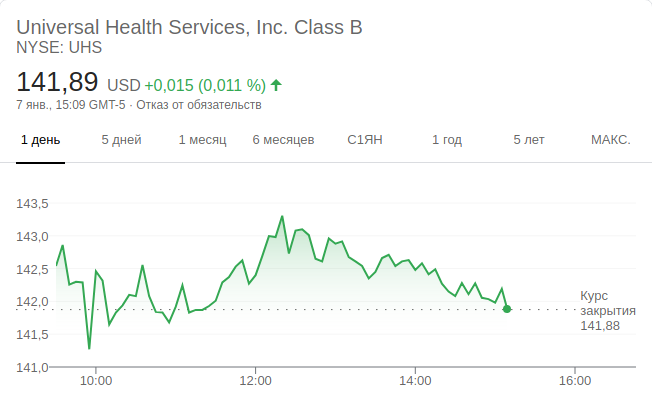 Universal Health Services, Inc. Class B
NYSE: UHS
141,89 USD +0,015 (0,011 %)
7 янв., 15:09 GMT-5 · Отказ от обязательств
1 день 5 дней 1 месяц 6 месяцев С1ЯН 1 год 5 лет МАКС.
143,5
143,0
142,5
142,0
141,5
141,0
Курс
закрытия
141,88
10:00 12:00 14:00 16:00